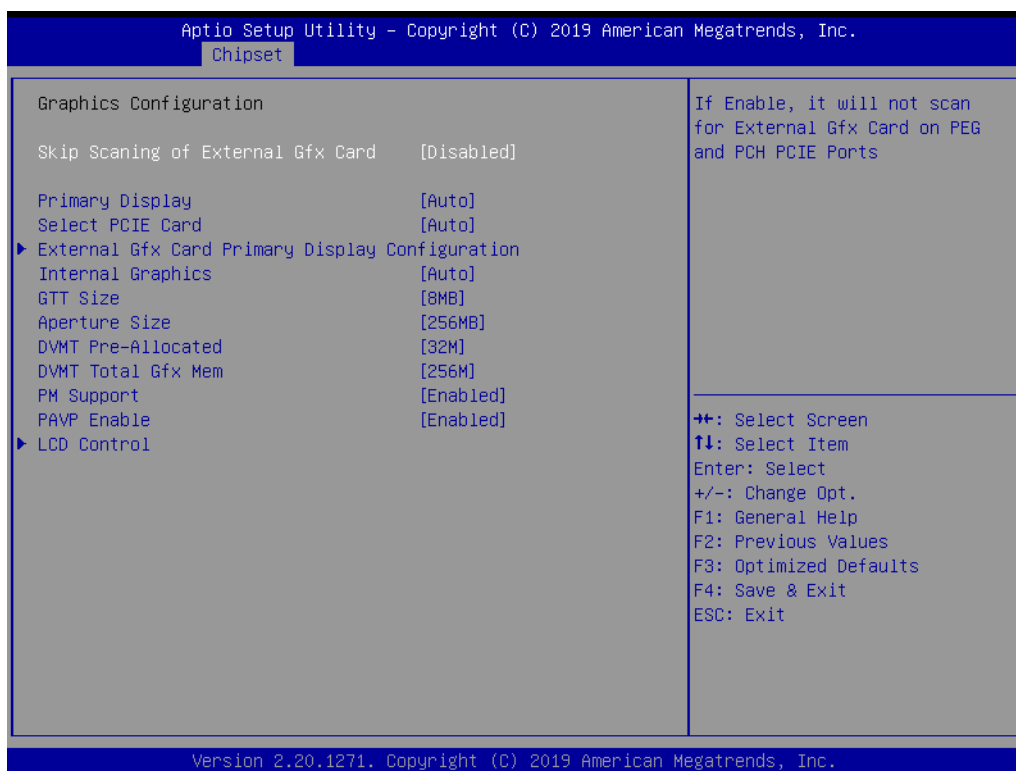 Aptio Setup Utility – Copyright (C) 2019 American Megatrends, Inc.
Chipset
Graphics Configuration
Skip Scaning of External Gfx Card [Disabled]
Primary Display [Auto]
Select PCIE Card [Auto]
External Gfx Card Primary Display Configuration
Internal Graphics [Auto]
GTT Size [8MB]
Aperture Size [256MB]
DVMT Pre-Allocated [32M]
DVMT Total Gfx Mem [256M]
PM Support [Enabled]
PAVP Enable [Enabled]
LCD Control
If Enable, it will not scan
for External Gfx Card on PEG
and PCH PCIE Ports
→←: Select Screen
↑↓: Select Item
Enter: Select
+/-: Change Opt.
F1: General Help
F2: Previous Values
F3: Optimized Defaults
F4: Save & Exit
ESC: Exit
Version 2.20.1271. Copyright (C) 2019 American Megatrends, Inc.